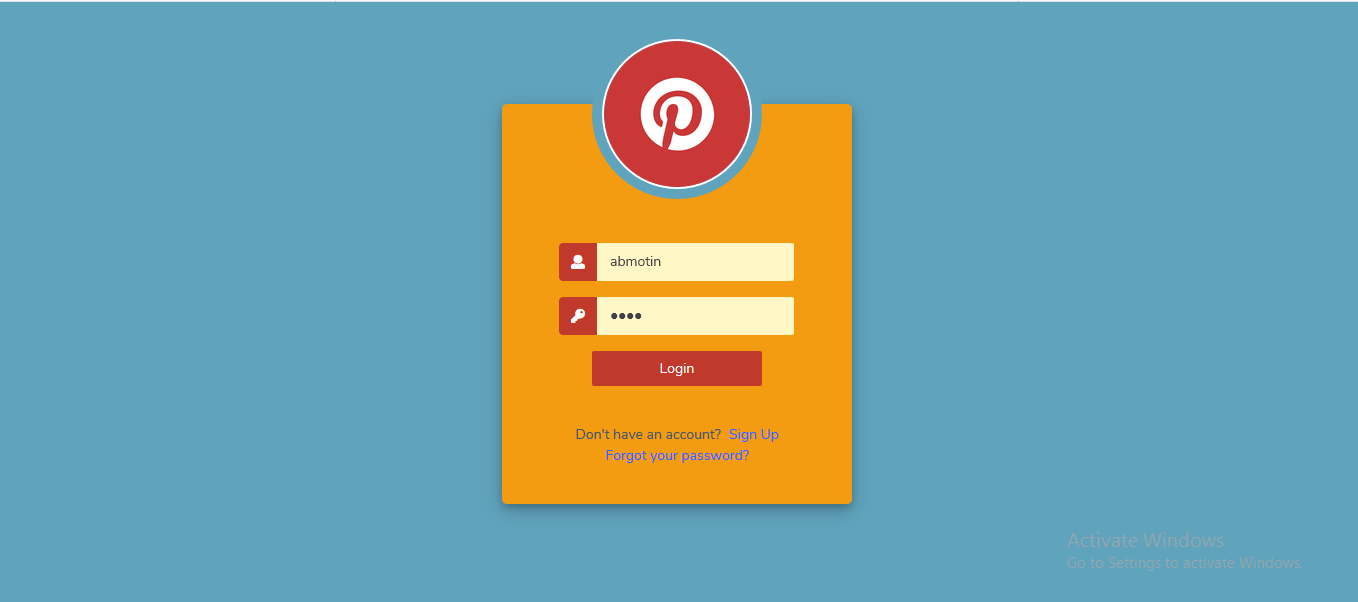 abmotin
••••
Login
Don't have an account? Sign Up
Forgot your password?
Activate Windows
Go to Settings to activate Windows.